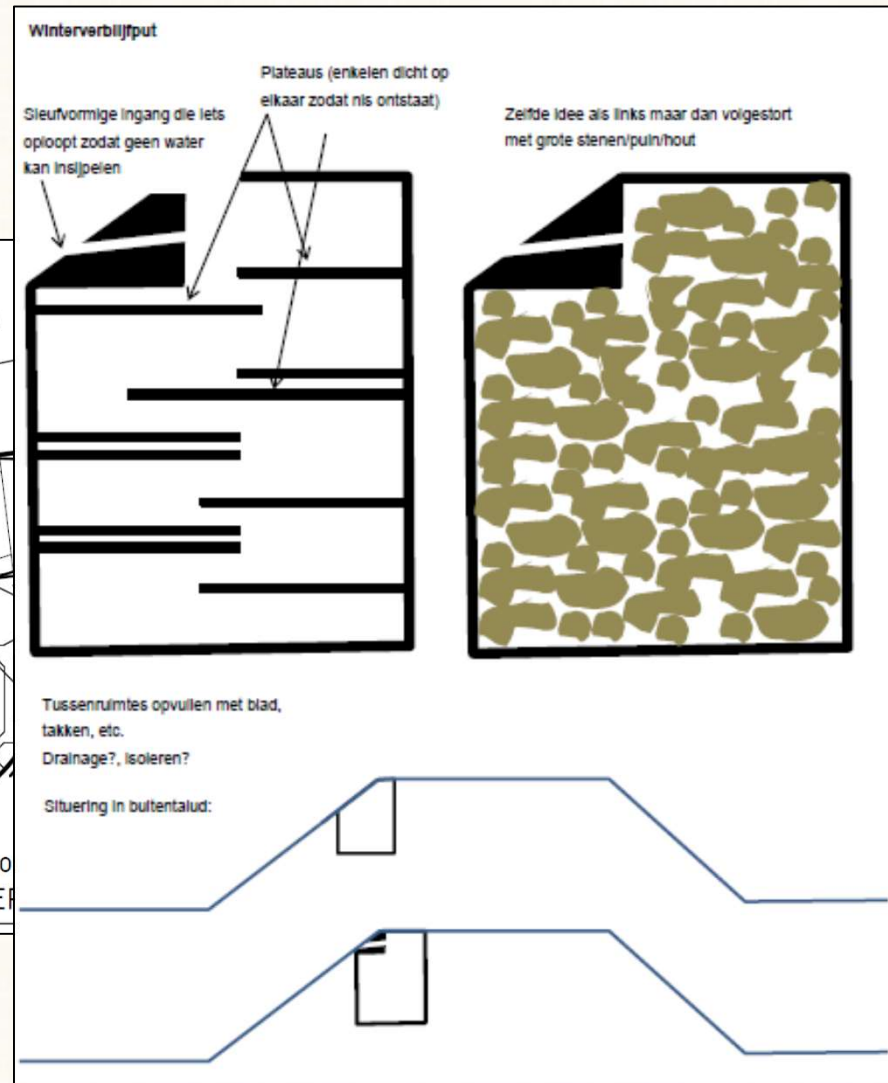 Winterverblijfput
Plateaus (enkelen dicht op
elkaar zodat nis ontstaat)
Sleufvormige ingang die iets
oploopt zodat geen water
kan insijpelen
Zelfde idee als links maar dan volgestort
met grote stenen/puin/hout
Tussenruimtes opvullen met blad,
takken, etc.
Drainage?, isoleren?
Situering in buitentalud: